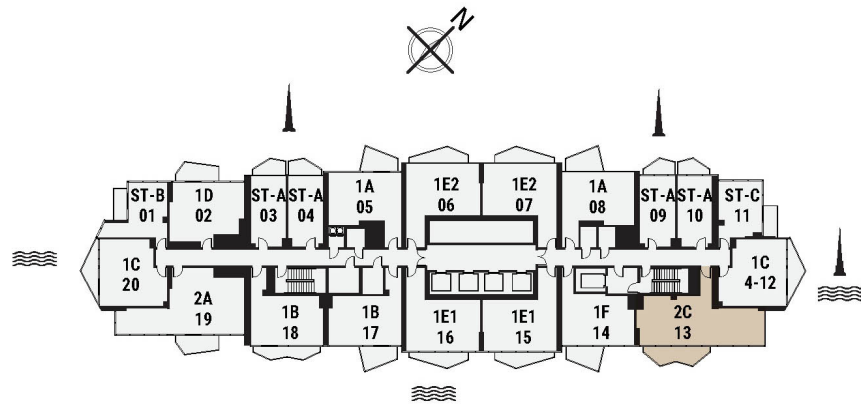 N
ST-B
01
1D
02
ST-A
03
ST-A
04
1A
05
1E2
06
1E2
07
1A
08
ST-A
09
ST-A
10
ST-C
11
1C
20
2A
19
1B
18
1B
17
1E1
16
1E1
15
1F
14
2C
13
1C
4-12